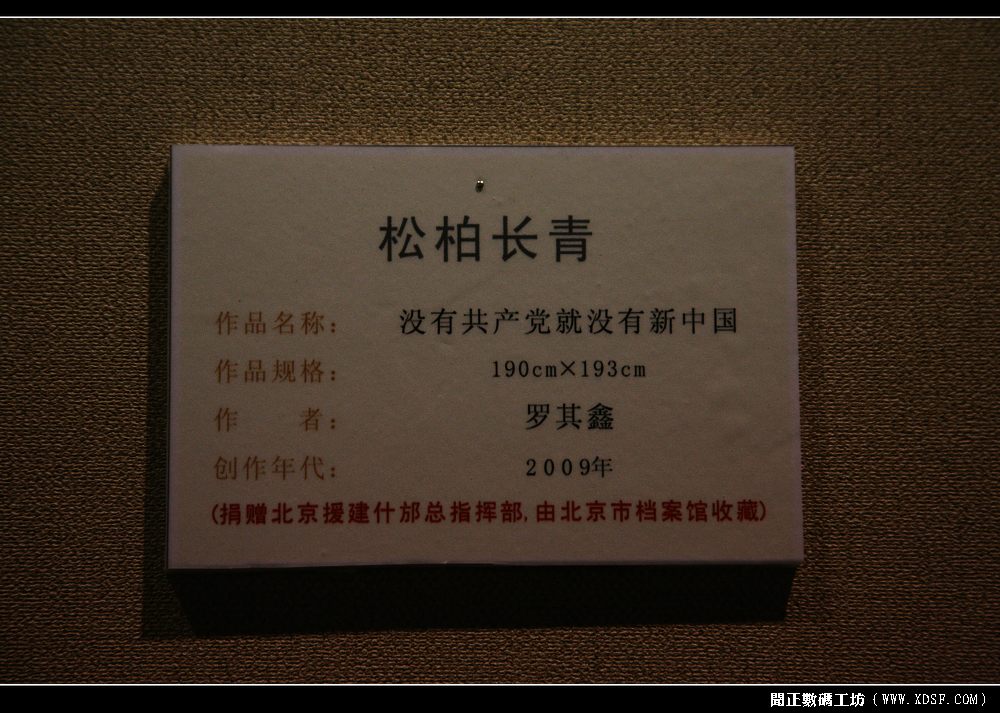 松柏长青
作品名称： 没有共产党就没有新中国
作品规格： 190cm×193cm
作 者： 罗其鑫
创作年代： 2009年
(捐赠北京援建什邡总指挥部,由北京市档案馆收藏)
閱正數碼工坊（WWW.XDSF.COM）